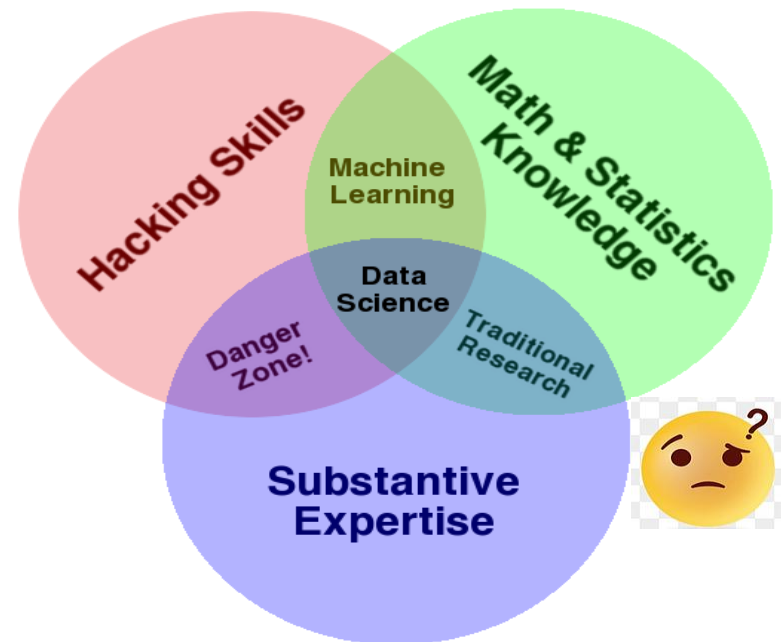 Hacking Skills
Math & Statistics
Knowledge
Machine
Learning
Data
Science
Danger
Zone!
Traditional
Research
Substantive
Expertise
?